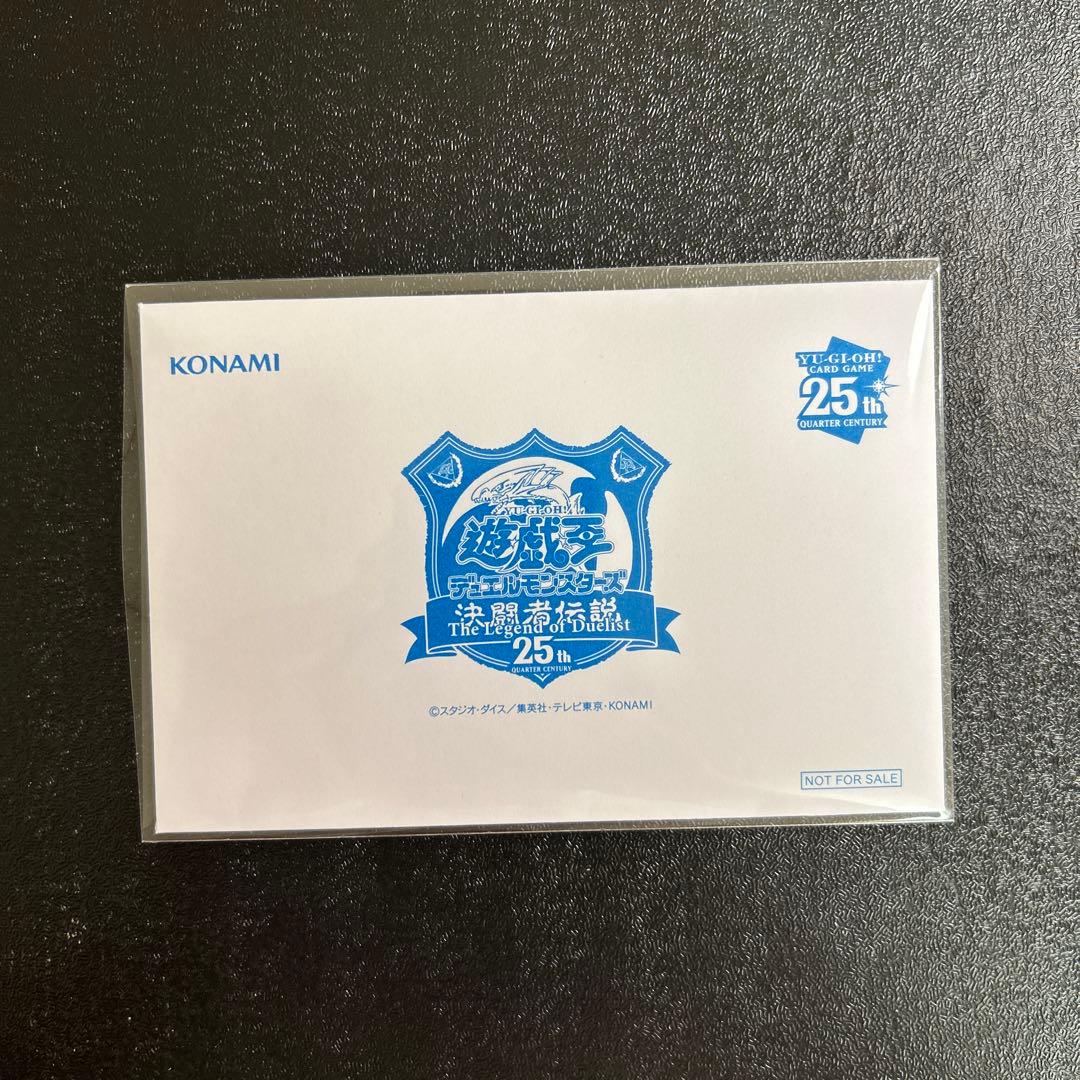 KONAMI
YU-GI-OH!
CARD GAME
25th
QUARTER CENTURY
YU-GI-OH!
遊戯王
デュエルモンスターズ
決闘者伝説
The Legend of Duelist
25th
QUARTER CENTURY
©スタジオ・ダイス／集英社・テレビ東京・KONAMI
NOT FOR SALE